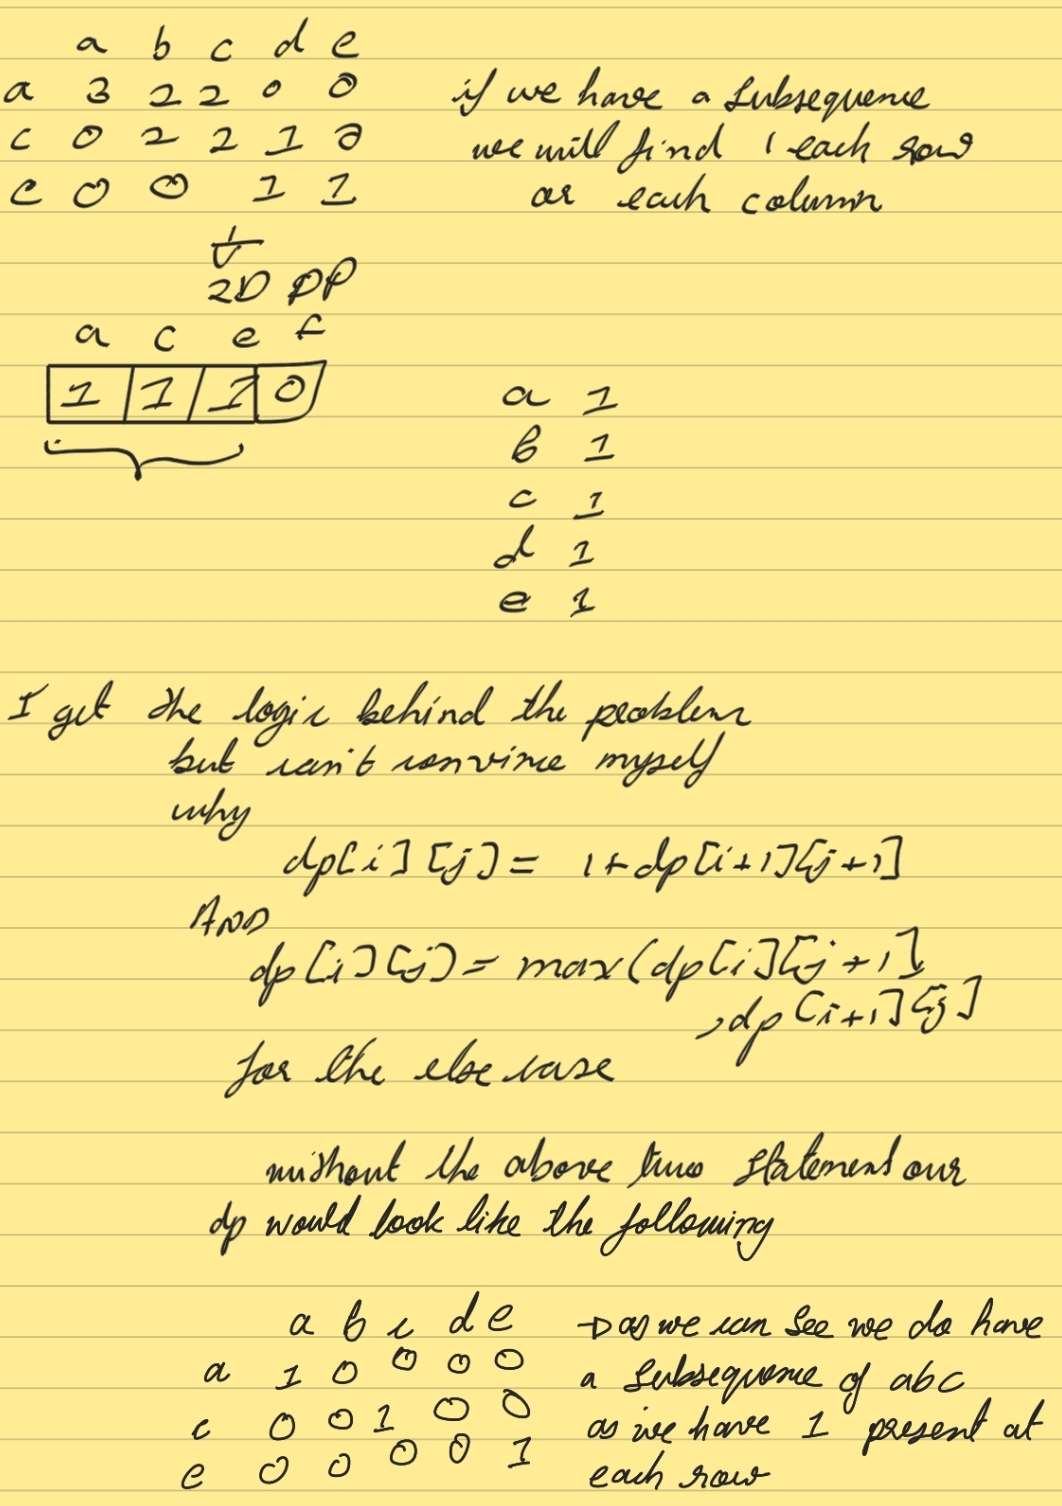 a b c d e
a 3 2 2 0 0
c 0 2 2 1 0
e 0 0 1 1
if we have a subsequence
we will find 1 each row
or each column
2D DP
a c e f
1 1 1 0
a 1
b 1
c 1
d 1
e 1
I get the logic behind the problem
but can't convince myself
why
dp[i][j] = 1+dp[i+1][j+1]
AND
dp[i][j] = max(dp[i][j+1]
,dp[i+1][j]
for the else case
without the above two statement our
dp would look like the following
a b c d e
a 1 0 0 0 0
c 0 0 1 0 0
e 0 0 0 0 1
→ as we can see we do have
a subsequence of abc
as we have 1 present at
each row